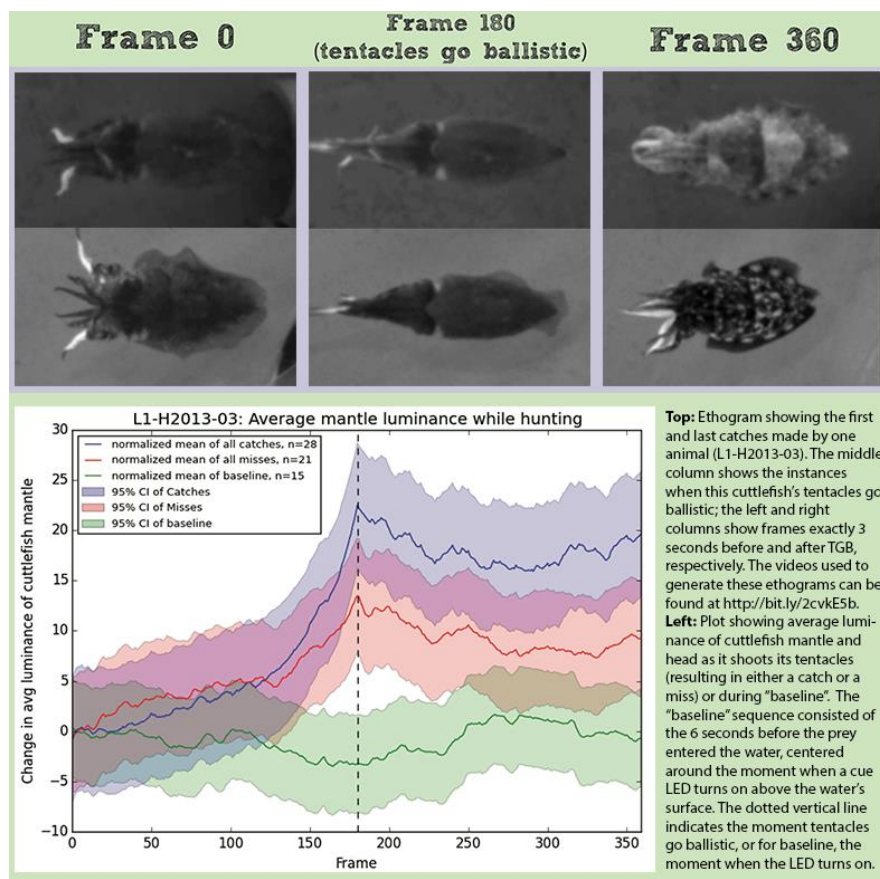 Frame 0
Frame 180
(tentacles go ballistic)
Frame 360
L1-H2013-03: Average mantle luminance while hunting
30
25
20
15
10
5
0
−5
−10
Change in avg luminance of cuttlefish mantle
normalized mean of all catches, n=28
normalized mean of all misses, n=21
normalized mean of baseline, n=15
95% CI of Catches
95% CI of Misses
95% CI of baseline
0 50 100 150 200 250 300 350
Frame
Top: Ethogram showing the first
and last catches made by one
animal (L1-H2013-03). The middle
column shows the instances
when this cuttlefish's tentacles go
ballistic; the left and right
columns show frames exactly 3
seconds before and after TGB,
respectively. The videos used to
generate these ethograms can be
found at http://bit.ly/2cvkE5b.
Left: Plot showing average lumi-
nance of cuttlefish mantle and
head as it shoots its tentacles
(resulting in either a catch or a
miss) or during "baseline". The
"baseline" sequence consisted of
the 6 seconds before the prey
entered the water, centered
around the moment when a cue
LED turns on above the water's
surface. The dotted vertical line
indicates the moment tentacles
go ballistic, or for baseline, the
moment when the LED turns on.